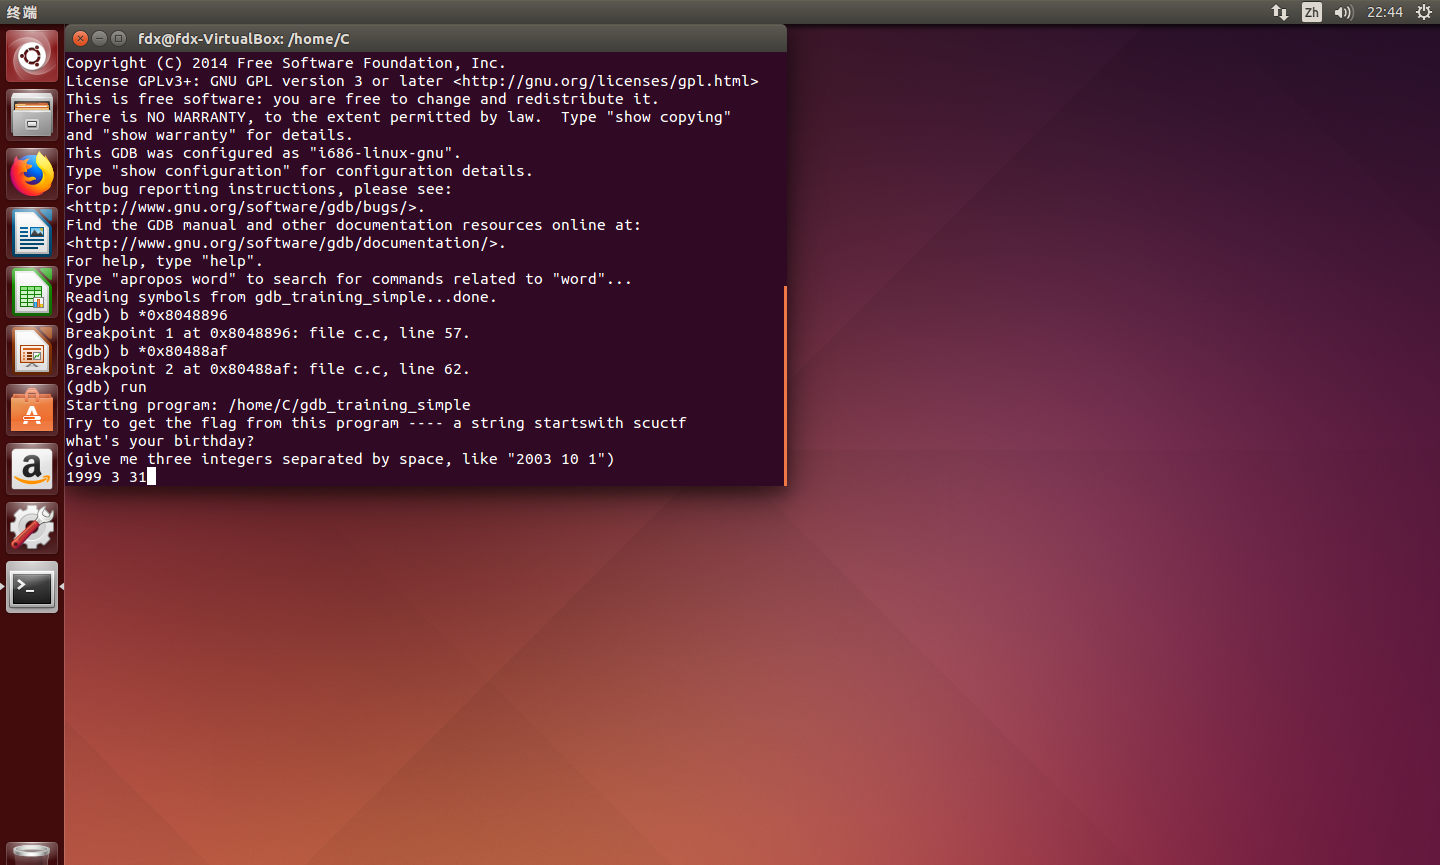 终端
Zh
22:44
fdx@fdx-VirtualBox: /home/C
Copyright (C) 2014 Free Software Foundation, Inc.
License GPLv3+: GNU GPL version 3 or later <http://gnu.org/licenses/gpl.html>
This is free software: you are free to change and redistribute it.
There is NO WARRANTY, to the extent permitted by law.  Type "show copying"
and "show warranty" for details.
This GDB was configured as "i686-linux-gnu".
Type "show configuration" for configuration details.
For bug reporting instructions, please see:
<http://www.gnu.org/software/gdb/bugs/>.
Find the GDB manual and other documentation resources online at:
<http://www.gnu.org/software/gdb/documentation/>.
For help, type "help".
Type "apropos word" to search for commands related to "word"...
Reading symbols from gdb_training_simple...done.
(gdb) b *0x8048896
Breakpoint 1 at 0x8048896: file c.c, line 57.
(gdb) b *0x80488af
Breakpoint 2 at 0x80488af: file c.c, line 62.
(gdb) run
Starting program: /home/C/gdb_training_simple
Try to get the flag from this program ---- a string startswith scuctf
what's your birthday?
(give me three integers separated by space, like "2003 10 1")
1999 3 31